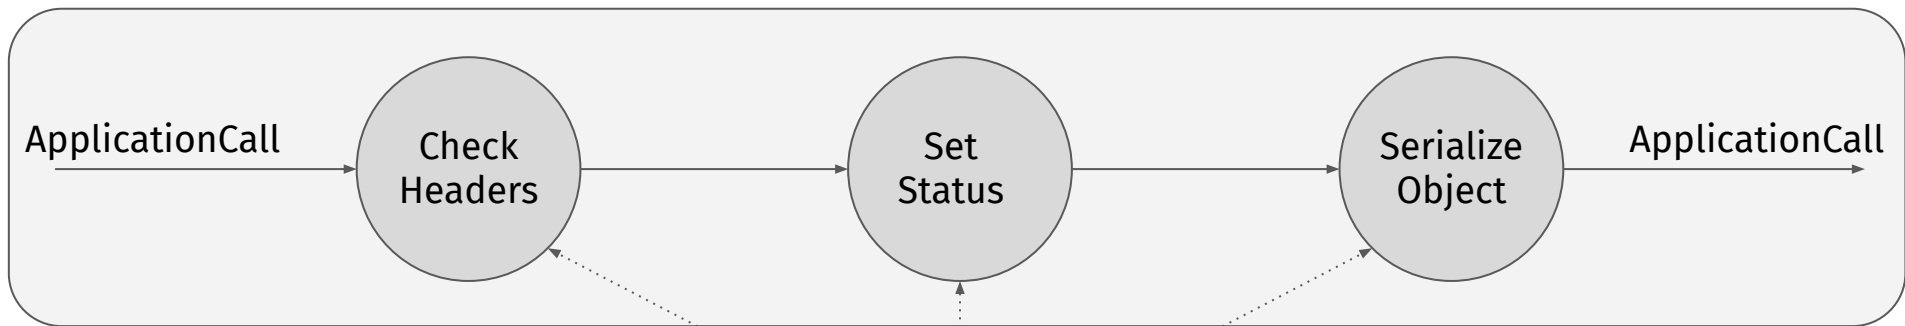 ApplicationCall
Check
Headers
Set
Status
Serialize
Object
ApplicationCall